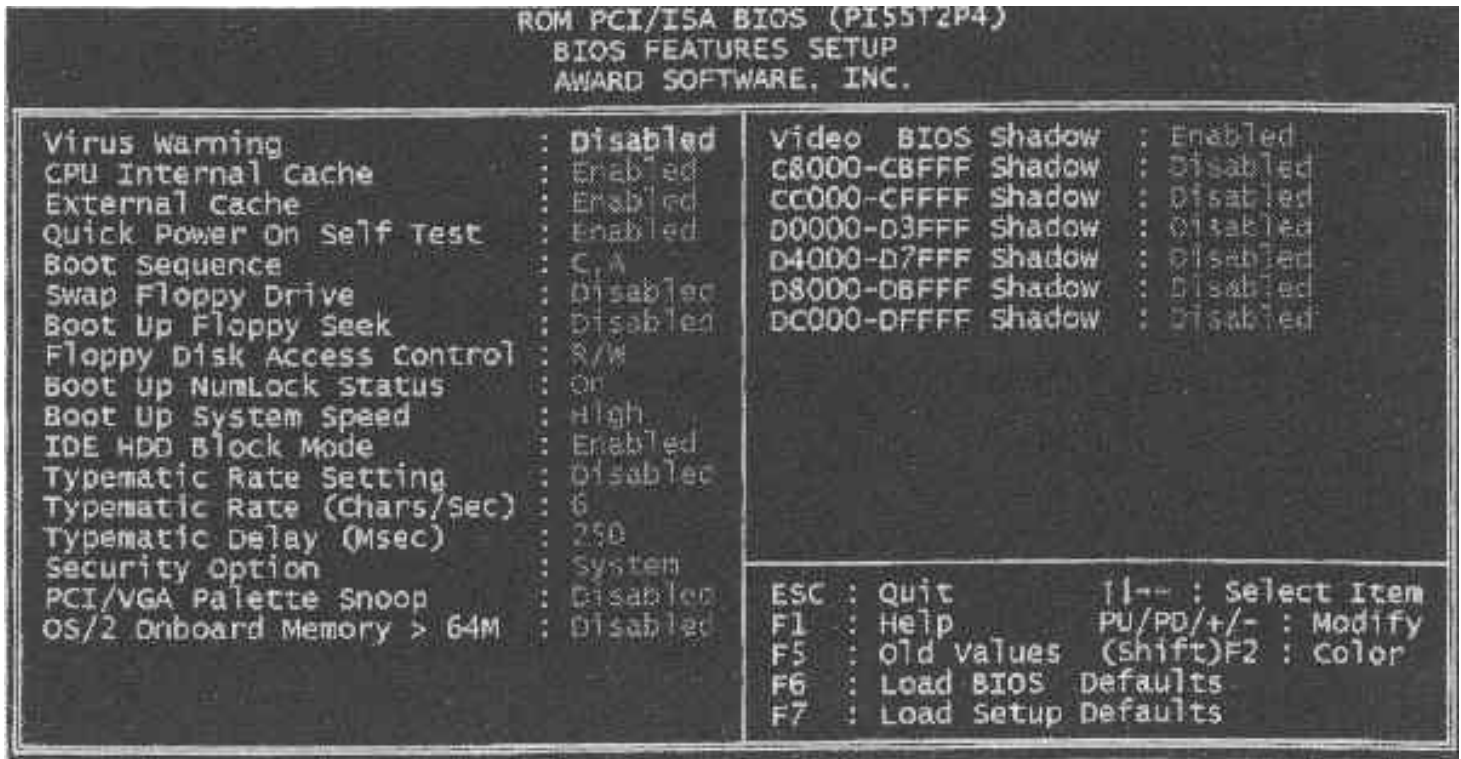 ROM PCI/ISA BIOS (PI55T2P4)
BIOS FEATURES SETUP
AWARD SOFTWARE, INC.
Virus Warning : Disabled
CPU Internal Cache : Enabled
External Cache : Enabled
Quick Power On Self Test : Enabled
Boot Sequence : C,A
Swap Floppy Drive : Disabled
Boot Up Floppy Seek : Disabled
Floppy Disk Access Control : R/W
Boot Up NumLock Status : On
Boot Up System Speed : High
IDE HDD Block Mode : Enabled
Typematic Rate Setting : Disabled
Typematic Rate (Chars/Sec) : 6
Typematic Delay (Msec) : 250
Security Option : System
PCI/VGA Palette Snoop : Disabled
OS/2 Onboard Memory > 64M : Disabled
Video BIOS Shadow : Enabled
C8000-CBFFF Shadow : Disabled
CC000-CFFFF Shadow : Disabled
D0000-D3FFF Shadow : Disabled
D4000-D7FFF Shadow : Disabled
D8000-DBFFF Shadow : Disabled
DC000-DFFFF Shadow : Disabled
ESC : Quit : Select Item
F1 : Help PU/PD/+/- : Modify
F5 : Old Values (Shift)F2 : Color
F6 : Load BIOS Defaults
F7 : Load Setup Defaults